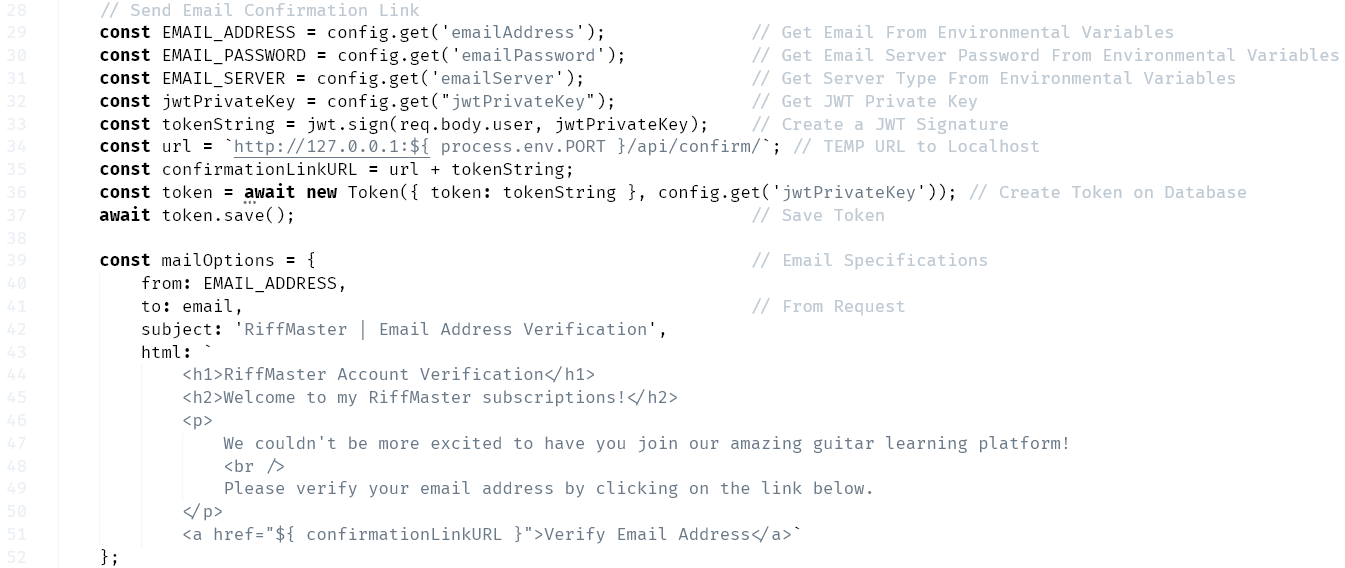 28 // Send Email Confirmation Link
29 const EMAIL_ADDRESS = config.get('emailAddress'); // Get Email From Environmental Variables
30 const EMAIL_PASSWORD = config.get('emailPassword'); // Get Email Server Password From Environmental Variables
31 const EMAIL_SERVER = config.get('emailServer'); // Get Server Type From Environmental Variables
32 const jwtPrivateKey = config.get("jwtPrivateKey"); // Get JWT Private Key
33 const tokenString = jwt.sign(req.body.user, jwtPrivateKey); // Create a JWT Signature
34 const url = `http://127.0.0.1:${ process.env.PORT }/api/confirm/`; // TEMP URL to Localhost
35 const confirmationLinkURL = url + tokenString;
36 const token = await new Token({ token: tokenString }, config.get('jwtPrivateKey')); // Create Token on Database
37 await token.save(); // Save Token
38
39 const mailOptions = { // Email Specifications
40 from: EMAIL_ADDRESS,
41 to: email, // From Request
42 subject: 'RiffMaster | Email Address Verification',
43 html: `
44 <h1>RiffMaster Account Verification</h1>
45 <h2>Welcome to my RiffMaster subscriptions!</h2>
46 <p>
47 We couldn't be more excited to have you join our amazing guitar learning platform!
48 <br />
49 Please verify your email address by clicking on the link below.
50 </p>
51 <a href="${ confirmationLinkURL }">Verify Email Address</a>`
52 };